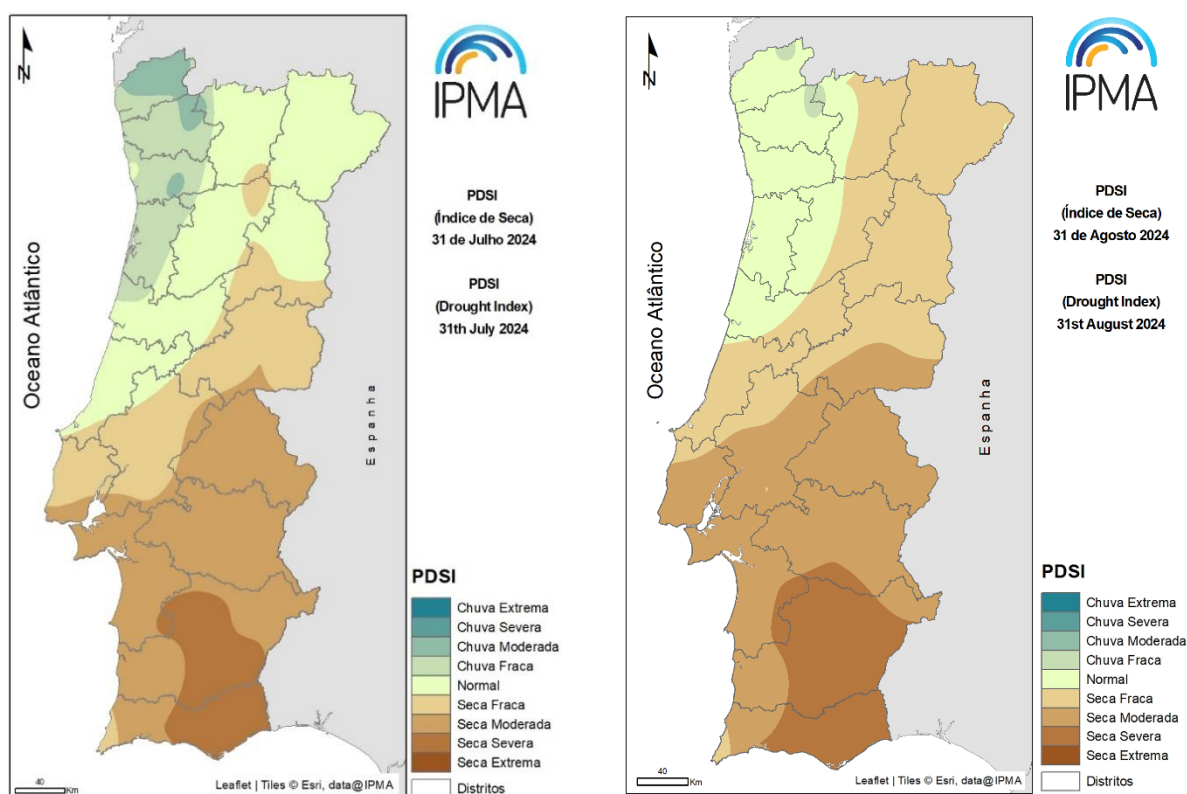 N
IPMA
PDSI
(Índice de Seca)
31 de Julho 2024
PDSI
(Drought Index)
31th July 2024
Oceano Atlântico
Espanha
PDSI
Chuva Extrema
Chuva Severa
Chuva Moderada
Chuva Fraca
Normal
Seca Fraca
Seca Moderada
Seca Severa
Seca Extrema
Distritos
40
Km
Leaflet | Tiles © Esri, data@IPMA
N
IPMA
PDSI
(Índice de Seca)
31 de Agosto 2024
PDSI
(Drought Index)
31st August 2024
Oceano Atlântico
Espanha
PDSI
Chuva Extrema
Chuva Severa
Chuva Moderada
Chuva Fraca
Normal
Seca Fraca
Seca Moderada
Seca Severa
Seca Extrema
Distritos
40
Km
Leaflet | Tiles © Esri, data@IPMA